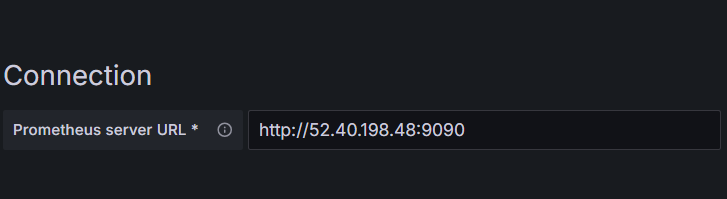 Connection
Prometheus server URL * http://52.40.198.48:9090